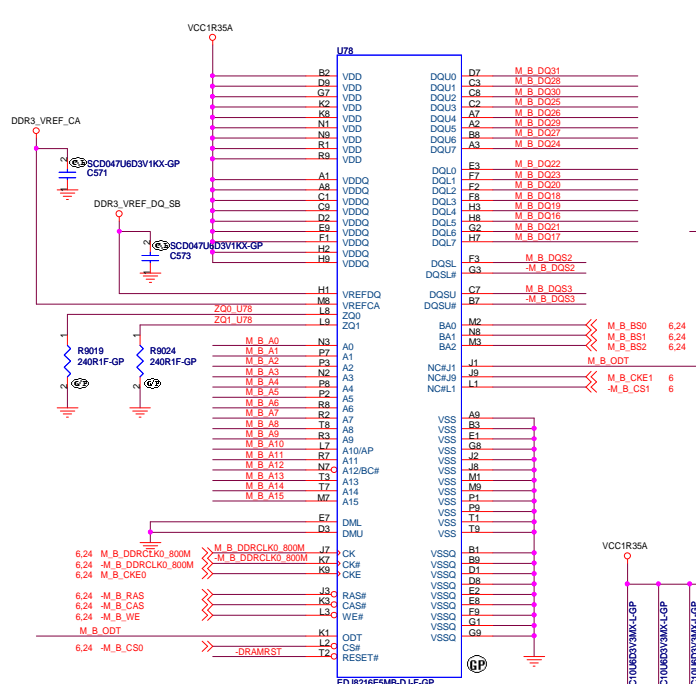 VCC1R35A
U78
DDR3_VREF_CA
SCD047U6D3V1KX-GP
C571
DDR3_VREF_DQ_SB
SCD047U6D3V1KX-GP
C573
B2 VDD
D9 VDD
G7 VDD
K2 VDD
K8 VDD
N1 VDD
N9 VDD
R1 VDD
R9 VDD
A1 VDDQ
A8 VDDQ
C1 VDDQ
C9 VDDQ
D2 VDDQ
E9 VDDQ
F1 VDDQ
H2 VDDQ
H9 VDDQ
H1 VREFDQ
M8 VREFCA
ZQ0_U78 L8 ZQ0
ZQ1_U78 L9 ZQ1
1 2 R9019
240R1F-GP
1 2 R9024
240R1F-GP
M_B_A0 N3 A0
M_B_A1 P7 A1
M_B_A2 P3 A2
M_B_A3 N2 A3
M_B_A4 P8 A4
M_B_A5 P2 A5
M_B_A6 R8 A6
M_B_A7 R2 A7
M_B_A8 T8 A8
M_B_A9 R3 A9
M_B_A10 L7 A10/AP
M_B_A11 R7 A11
M_B_A12 N7 A12/BC#
M_B_A13 T3 A13
M_B_A14 T7 A14
M_B_A15 M7 A15
E7 DML
D3 DMU
6,24 M_B_DDRCLK0_800M M_B_DDRCLK0_800M J7 CK
6,24 -M_B_DDRCLK0_800M -M_B_DDRCLK0_800M K7 CK#
6,24 M_B_CKE0 K9 CKE
6,24 -M_B_RAS J3 RAS#
6,24 -M_B_CAS K3 CAS#
6,24 -M_B_WE L3 WE#
M_B_ODT K1 ODT
6,24 -M_B_CS0 L2 CS#
-DRAMRST T2 RESET#
DQU0 D7 M_B_DQ31
DQU1 C3 M_B_DQ28
DQU2 C8 M_B_DQ30
DQU3 C2 M_B_DQ25
DQU4 A7 M_B_DQ26
DQU5 A2 M_B_DQ29
DQU6 B8 M_B_DQ27
DQU7 A3 M_B_DQ24
DQL0 E3 M_B_DQ22
DQL1 F7 M_B_DQ23
DQL2 F2 M_B_DQ20
DQL3 F8 M_B_DQ18
DQL4 H3 M_B_DQ19
DQL5 H8 M_B_DQ16
DQL6 G2 M_B_DQ21
DQL7 H7 M_B_DQ17
DQSL F3 M_B_DQS2
DQSL# G3 -M_B_DQS2
DQSU C7 M_B_DQS3
DQSU# B7 -M_B_DQS3
BA0 M2 M_B_BS0 6,24
BA1 N8 M_B_BS1 6,24
BA2 M3 M_B_BS2 6,24
NC#J1 J1 M_B_ODT
NC#J9 J9 M_B_CKE1 6
NC#L1 L1 -M_B_CS1 6
VSS A9
VSS B3
VSS E1
VSS G8
VSS J2
VSS J8
VSS M1
VSS M9
VSS P1
VSS P9
VSS T1
VSS T9
VSSQ B1
VSSQ B9
VSSQ D1
VSSQ D8
VSSQ E2
VSSQ E8
VSSQ F9
VSSQ G1
VSSQ G9
GP
EDJ8216E5MB-DJ-F-GP
VCC1R35A
C10U6D3V3MX-L-GP
C10U6D3V3MX-L-GP
C10U6D3V3MX-L-GP